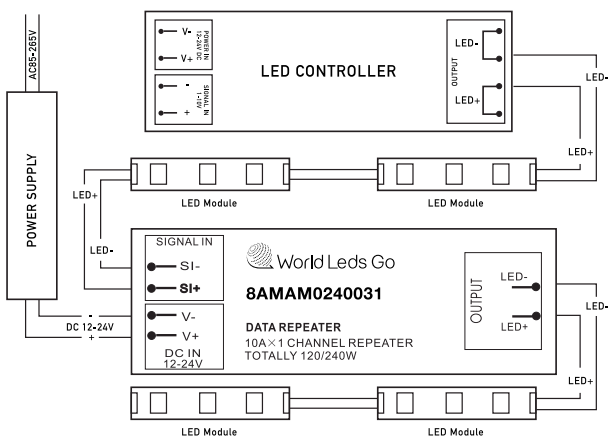 AC85-265V
POWER SUPPLY
V-
V+
POWER IN
12-24V DC
-
+
SIGNAL IN
1-10V
LED CONTROLLER
OUTPUT
LED-
LED+
LED-
LED+
LED Module
LED Module
LED+
LED-
SIGNAL IN
SI-
SI+
V-
V+
DC IN
12-24V
-
DC 12-24V
+
World Leds Go
8AMAM0240031
DATA REPEATER
10A×1 CHANNEL REPEATER
TOTALLY 120/240W
OUTPUT
LED-
LED+
LED-
LED+
LED Module
LED Module